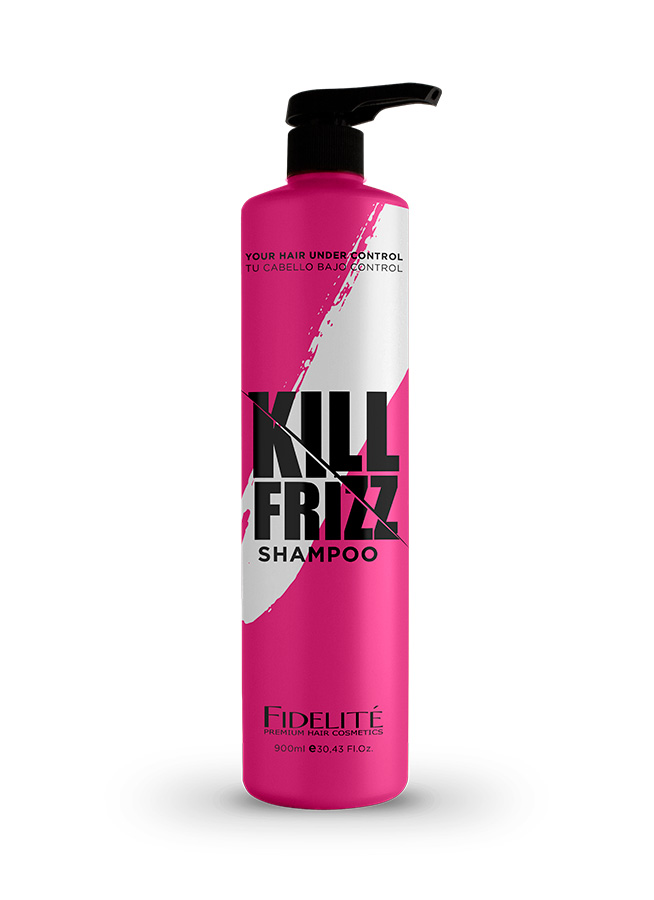 YOUR HAIR UNDER CONTROL
TU CABELLO BAJO CONTROL
KILL
FRIZZ
SHAMPOO
FIDELITÉ
PREMIUM HAIR COSMETICS
900ml ℮30,43 Fl.Oz.